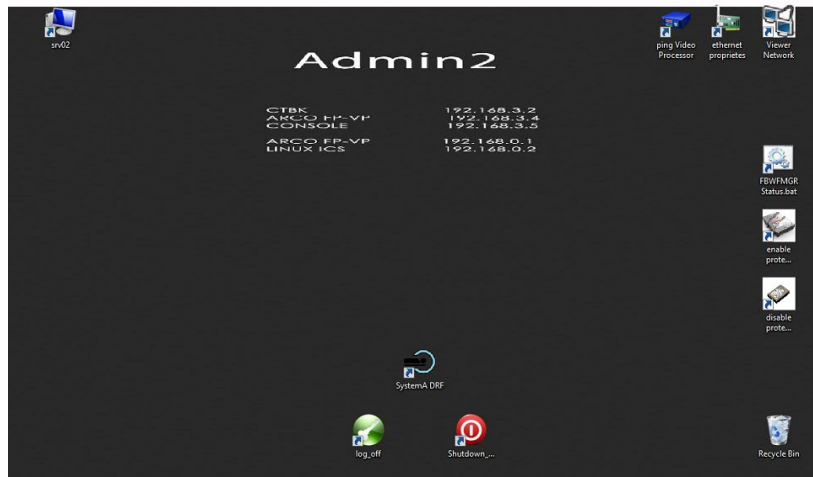 srv02
ping Video
Processor
ethernet
proprietes
Viewer
Network
Admin2
CTBK 192.168.3.2
ARCO FP-VP 192.168.3.4
CONSOLE 192.168.3.5
ARCO FP-VP 192.168.0.1
LINUX ICS 192.168.0.2
FBWFMGR
Status.bat
enable
prote...
disable
prote...
SystemA DRF
log_off
Shutdown_...
Recycle Bin